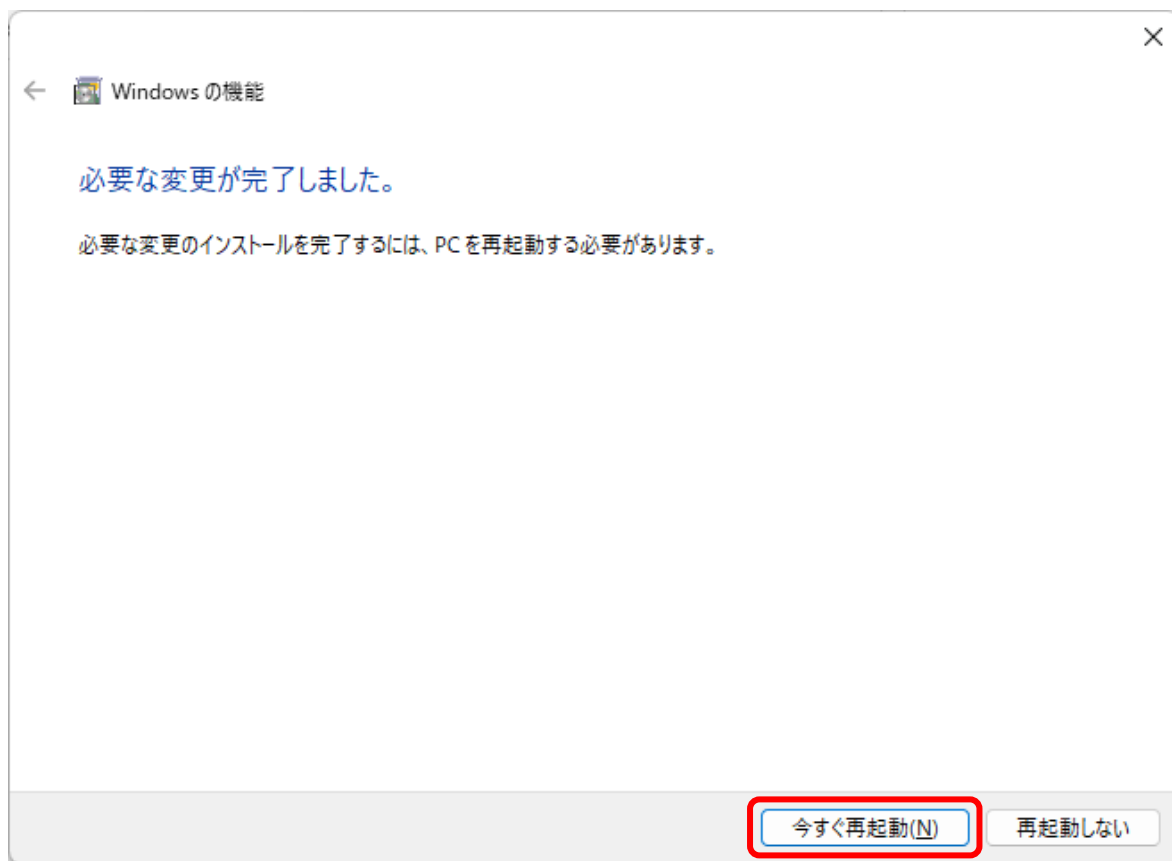 Windows の機能
必要な変更が完了しました。
必要な変更のインストールを完了するには、PC を再起動する必要があります。
今すぐ再起動(N)
再起動しない